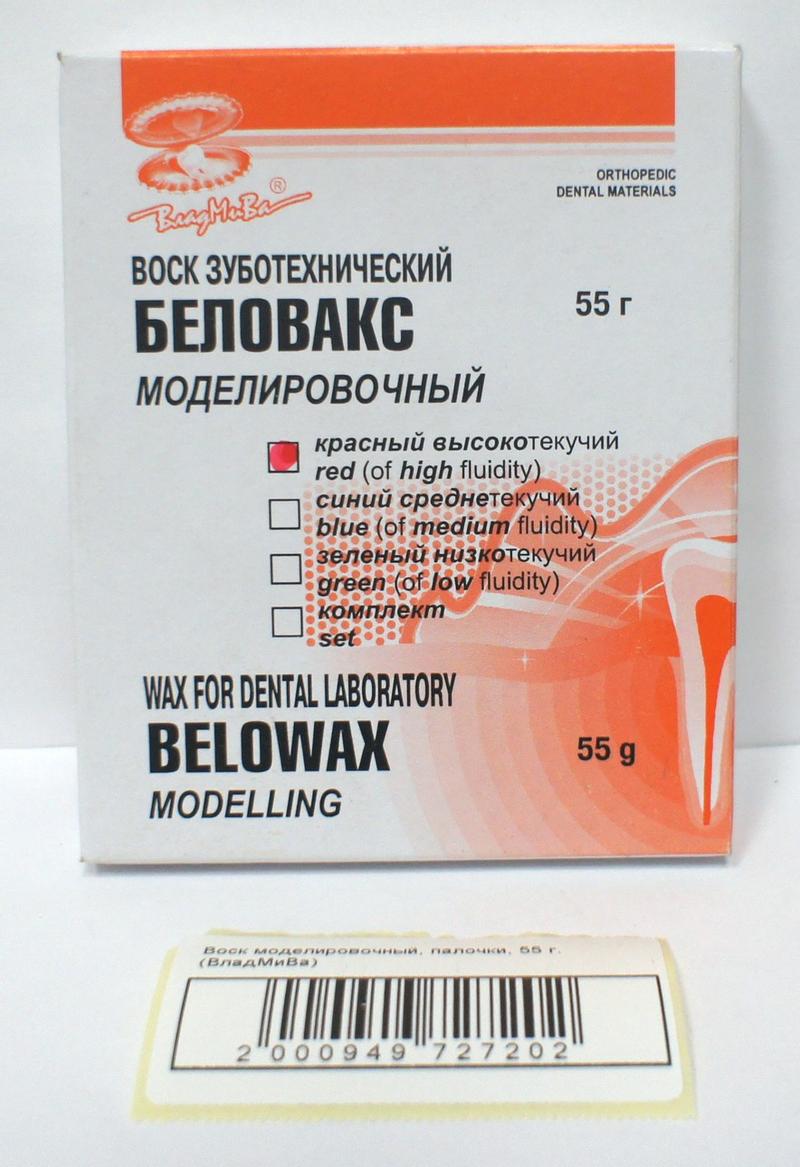 ORTHOPEDIC
DENTAL MATERIALS
ВладМиВа ®
ВОСК ЗУБОТЕХНИЧЕСКИЙ
БЕЛОВАКС
55 г
МОДЕЛИРОВОЧНЫЙ
красный высокотекучий
red (of high fluidity)
синий среднетекучий
blue (of medium fluidity)
зеленый низкотекучий
green (of low fluidity)
комплект
set
WAX FOR DENTAL LABORATORY
BELOWAX
55 g
MODELLING
Воск моделировочный, палочки, 55 г.
(ВладМиВа)
2 000949 727202